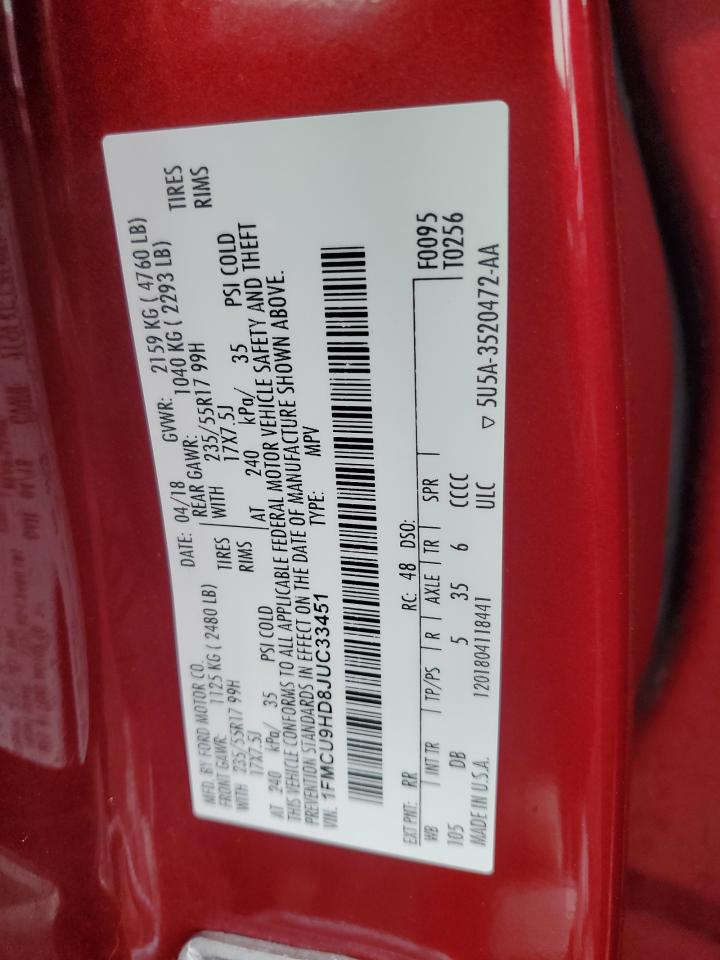 MFD. BY FORD MOTOR CO.
DATE: 04/18 GVWR: 2159 KG ( 4760 LB)
FRONT GAWR: 1125 KG ( 2480 LB) REAR GAWR: 1040 KG ( 2293 LB)
WITH 235/55R17 99H TIRES WITH 235/55R17 99H TIRES
17X7.5J RIMS 17X7.5J RIMS
AT 240 kPa/ 35 PSI COLD AT 240 kPa/ 35 PSI COLD
THIS VEHICLE CONFORMS TO ALL APPLICABLE FEDERAL MOTOR VEHICLE SAFETY AND THEFT
PREVENTION STANDARDS IN EFFECT ON THE DATE OF MANUFACTURE SHOWN ABOVE.
VIN: 1FMCU9HD8JUC33451 TYPE: MPV
EXT PNT: RR RC: 48 DSO: F0095
WB INT TR TP/PS R AXLE TR SPR T0256
105 DB 5 35 6 CCCC
MADE IN U.S.A. 1201804118441 ULC ▽ 5U5A-3520472-AA